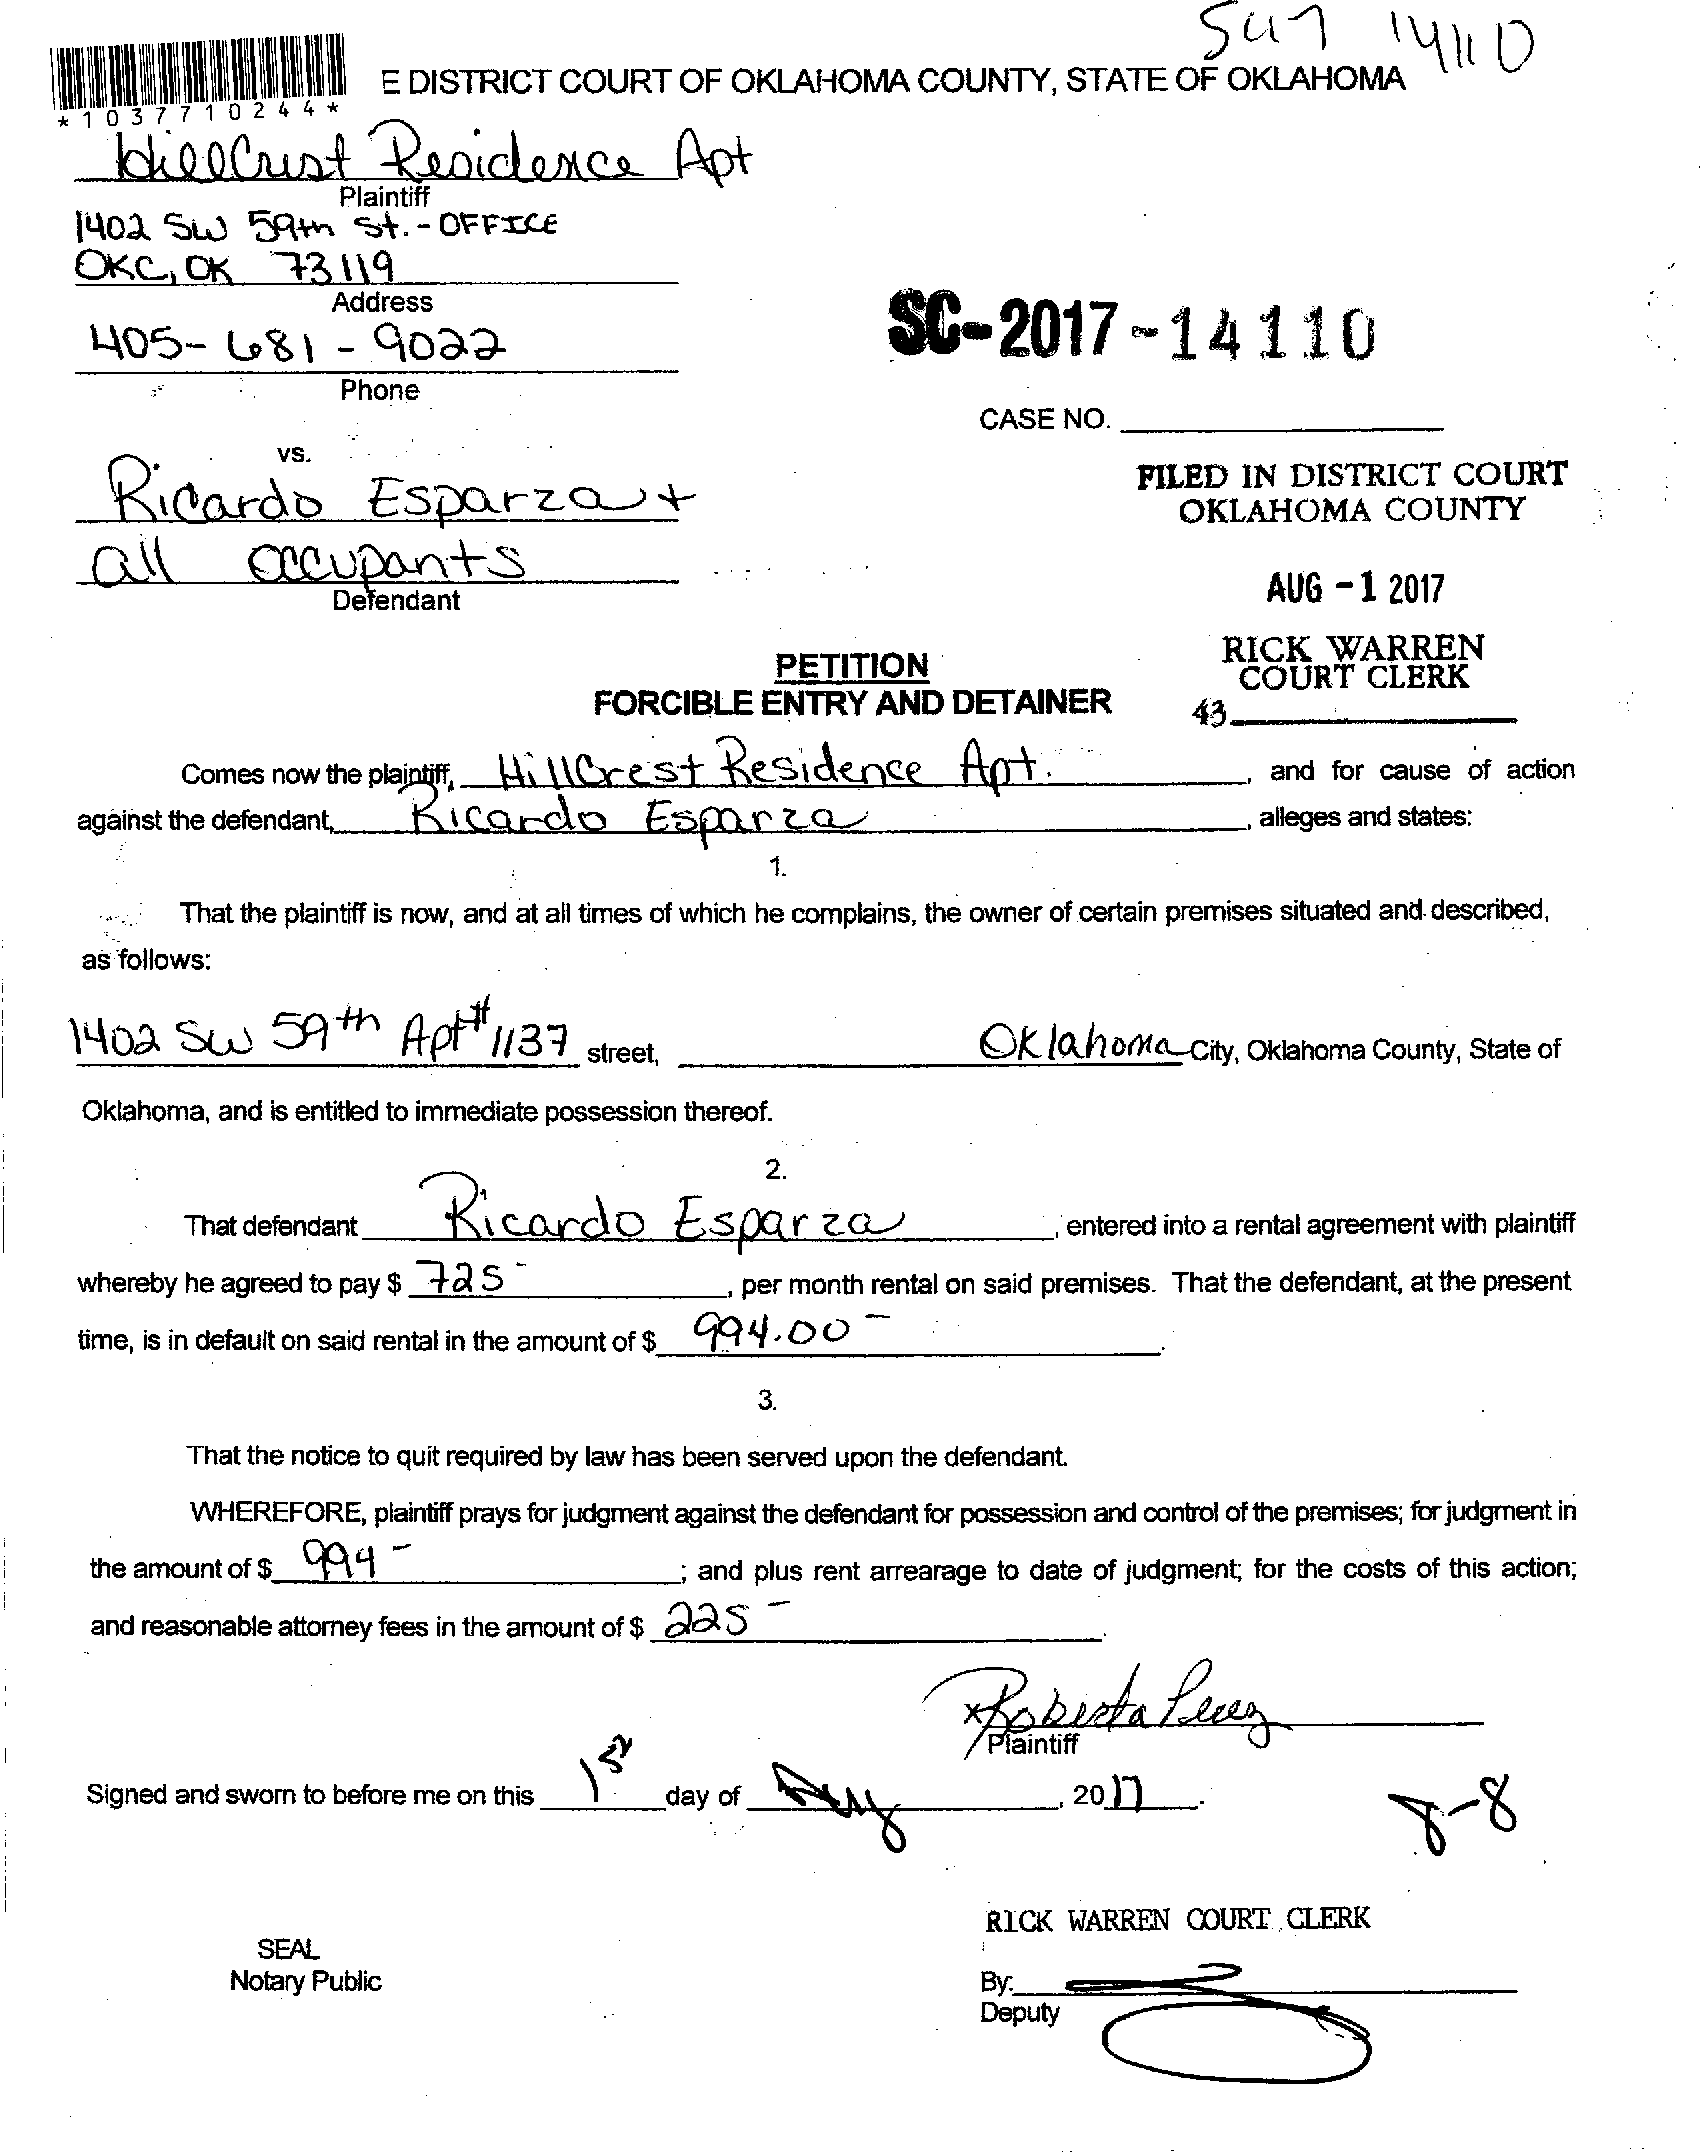 SC17 14110
E DISTRICT COURT OF OKLAHOMA COUNTY, STATE OF OKLAHOMA
*1037710244*
HillCrest Residence Apt
Plaintiff
1402 SW 59th St. - OFFICE
OKC, OK 73119
Address
405-681-9022
Phone
SC-2017-14110
CASE NO.
vs.
Ricardo Esparza +
all occupants
Defendant
FILED IN DISTRICT COURT
OKLAHOMA COUNTY
AUG -1 2017
RICK WARREN
COURT CLERK
43
PETITION
FORCIBLE ENTRY AND DETAINER
Comes now the plaintiff, HillCrest Residence Apt. , and for cause of action
against the defendant, Ricardo Esparza , alleges and states:
1.
That the plaintiff is now, and at all times of which he complains, the owner of certain premises situated and described,
as follows:
1402 SW 59th Apt# 1137 street, Oklahoma City, Oklahoma County, State of
Oklahoma, and is entitled to immediate possession thereof.
2.
That defendant Ricardo Esparza , entered into a rental agreement with plaintiff
whereby he agreed to pay $ 725- , per month rental on said premises. That the defendant, at the present
time, is in default on said rental in the amount of $ 994.00- .
3.
That the notice to quit required by law has been served upon the defendant.
WHEREFORE, plaintiff prays for judgment against the defendant for possession and control of the premises; for judgment in
the amount of $ 994- ; and plus rent arrearage to date of judgment; for the costs of this action;
and reasonable attorney fees in the amount of $ 225- .
x Roberta Perez
Plaintiff
Signed and sworn to before me on this 1st day of Aug , 2017 .
8-8
RICK WARREN COURT CLERK
SEAL
Notary Public
By:
Deputy